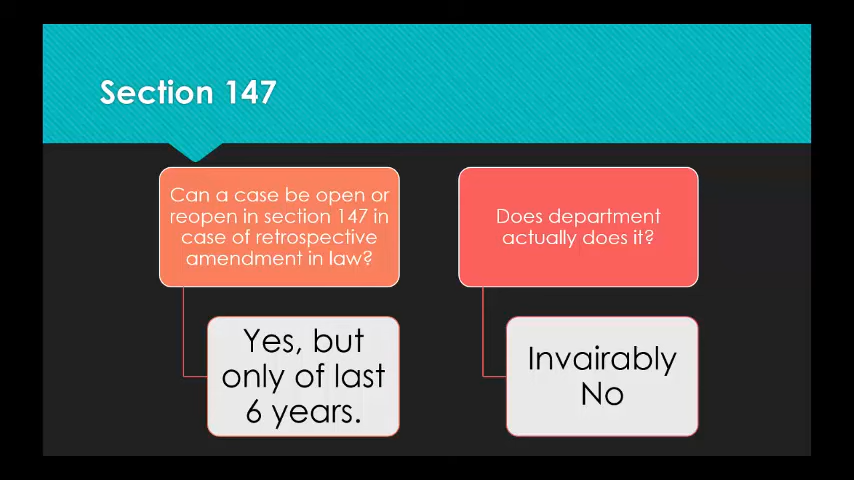 Section 147
Can a case be open or
reopen in section 147 in
case of retrospective
amendment in law?
Yes, but
only of last
6 years.
Does department
actually does it?
Invairably
No